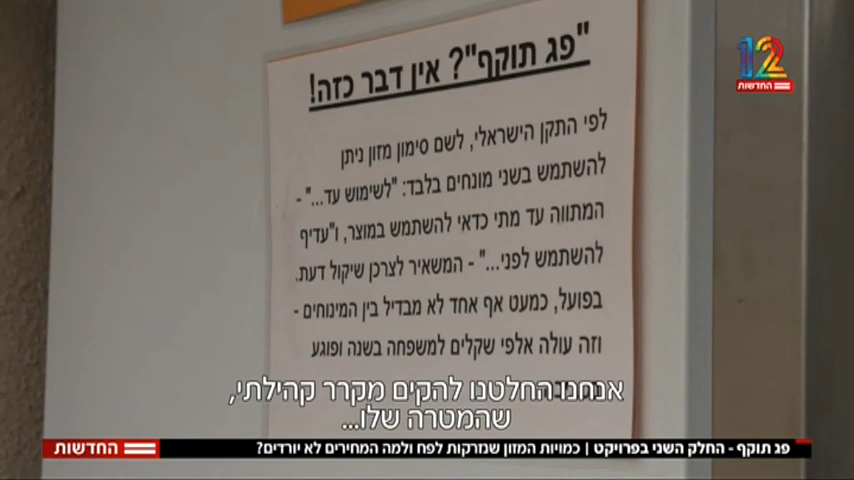 "פג תוקף"? אין דבר כזה!
לפי התקן הישראלי, לשם סימון מזון ניתן
להשתמש בשני מונחים בלבד: "לשימוש עד..." -
המתווה עד מתי כדאי להשתמש במוצר, ו"עדיף
להשתמש לפני..." - המשאיר לצרכן שיקול דעת.
בפועל, כמעט אף אחד לא מבדיל בין המינוחים -
וזה עולה אלפי שקלים למשפחה בשנה ופוגע
12
החדשות
אנחנו החלטנו להקים מקרר קהילתי,
שהמטרה שלו...
פג תוקף - החלק השני בפרויקט | כמויות המזון שנזרקות לפח ולמה המחירים לא יורדים?
החדשות